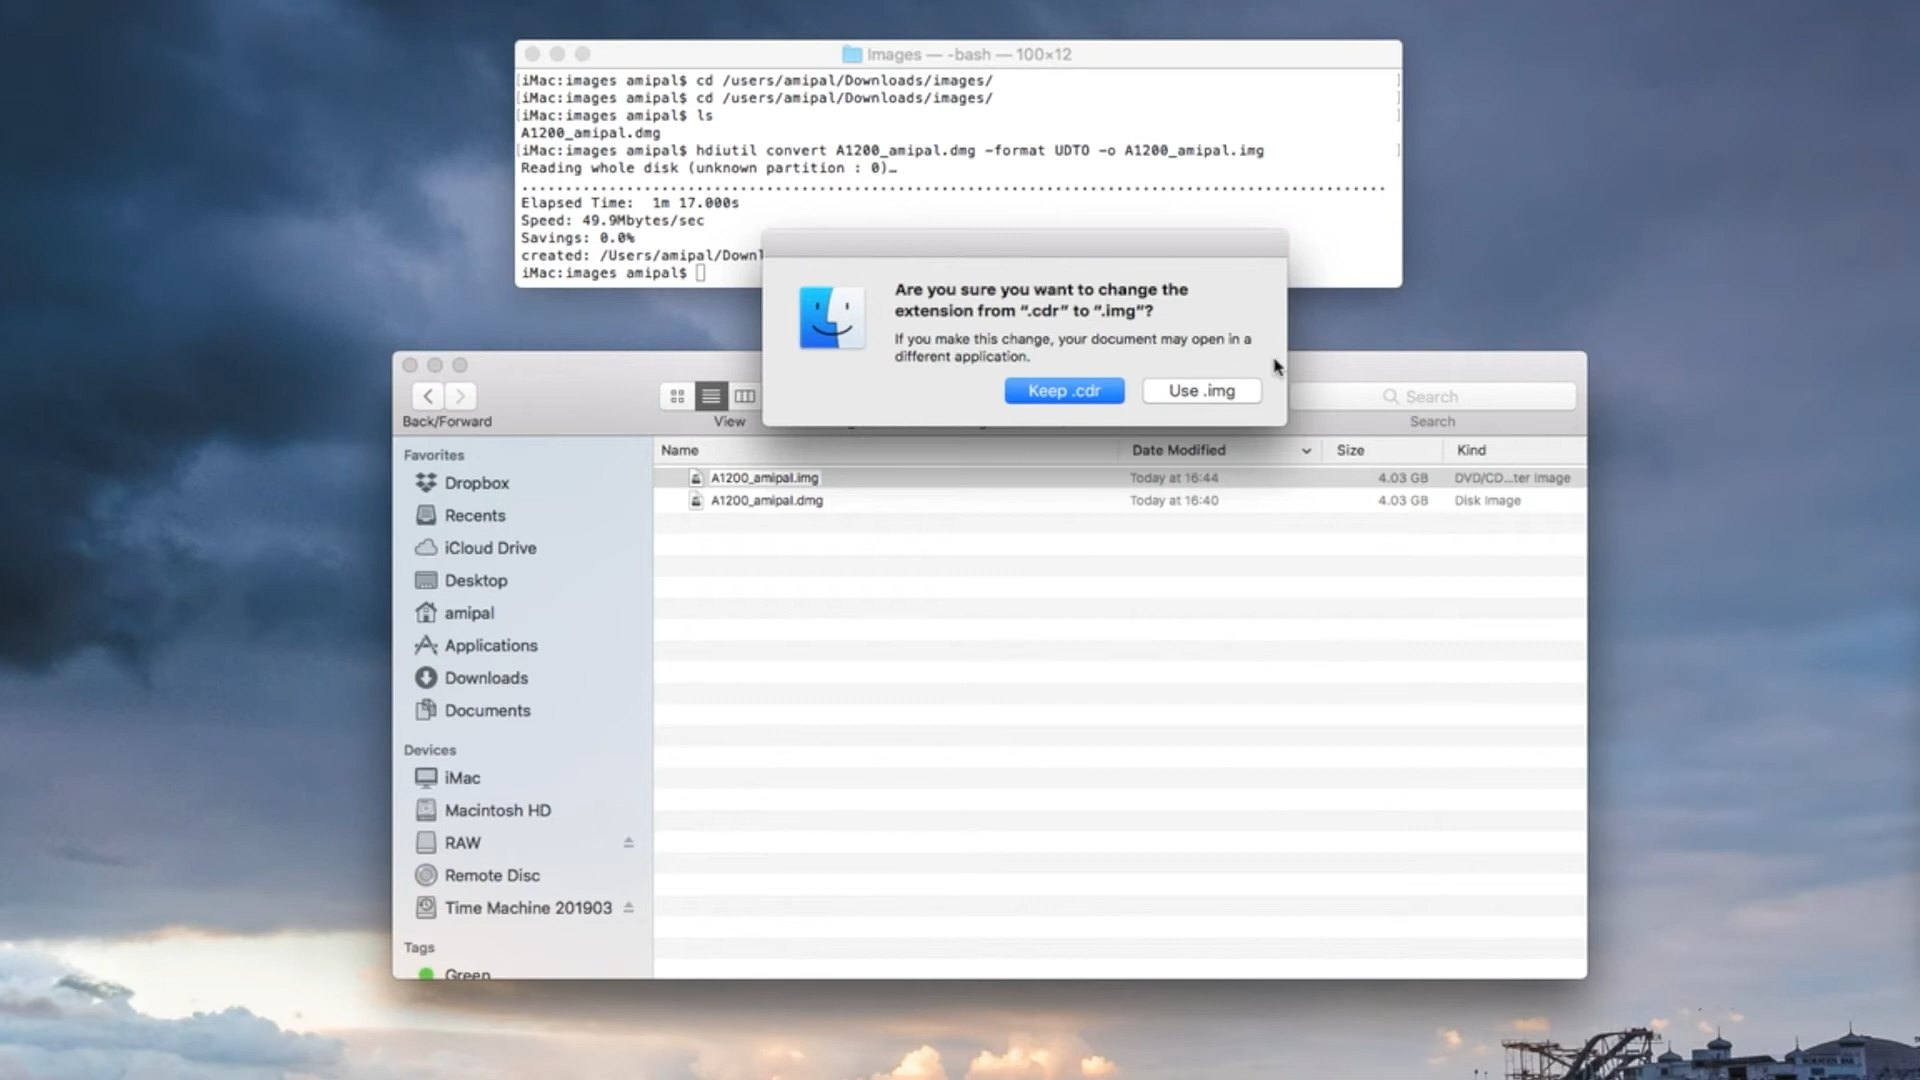 Images — -bash — 100×12
iMac:images amipal$ cd /users/amipal/Downloads/images/
iMac:images amipal$ cd /users/amipal/Downloads/images/
iMac:images amipal$ ls
A1200_amipal.dmg
iMac:images amipal$ hdiutil convert A1200_amipal.dmg -format UDTO -o A1200_amipal.img
Reading whole disk (unknown partition : 0)…
...................................................................................................
Elapsed Time:  1m 17.000s
Speed: 49.9Mbytes/sec
Savings: 0.0%
created: /Users/amipal/Downl
iMac:images amipal$
Are you sure you want to change the
extension from “.cdr” to “.img”?
If you make this change, your document may open in a
different application.
Keep .cdr
Use .img
Search
Back/Forward
View
Search
Name
Date Modified
Size
Kind
A1200_amipal.img
Today at 16:44
4.03 GB
DVD/CD...ter Image
A1200_amipal.dmg
Today at 16:40
4.03 GB
Disk Image
Favorites
Dropbox
Recents
iCloud Drive
Desktop
amipal
Applications
Downloads
Documents
Devices
iMac
Macintosh HD
RAW
Remote Disc
Time Machine 201903
Tags
Green